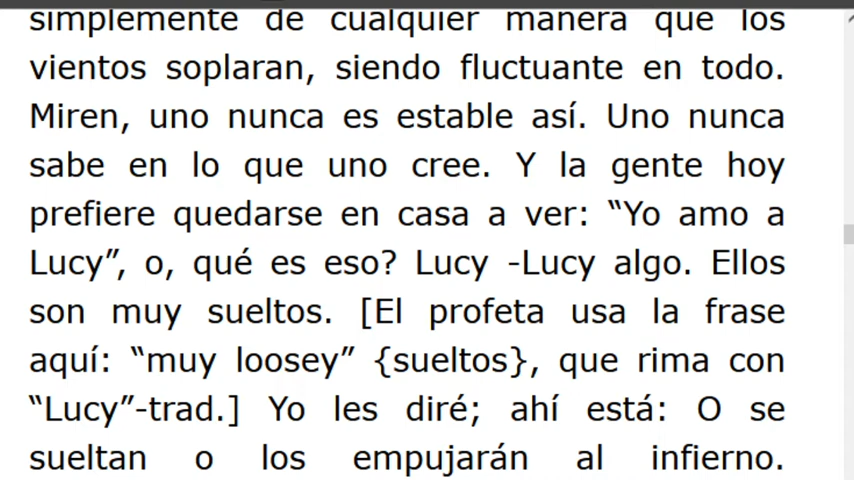 simplemente de cualquier manera que los
vientos soplaran, siendo fluctuante en todo.
Miren, uno nunca es estable así. Uno nunca
sabe en lo que uno cree. Y la gente hoy
prefiere quedarse en casa a ver: “Yo amo a
Lucy”, o, qué es eso? Lucy -Lucy algo. Ellos
son muy sueltos. [El profeta usa la frase
aquí: “muy loosey” {sueltos}, que rima con
“Lucy”-trad.] Yo les diré; ahí está: O se
sueltan o los empujarán al infierno.